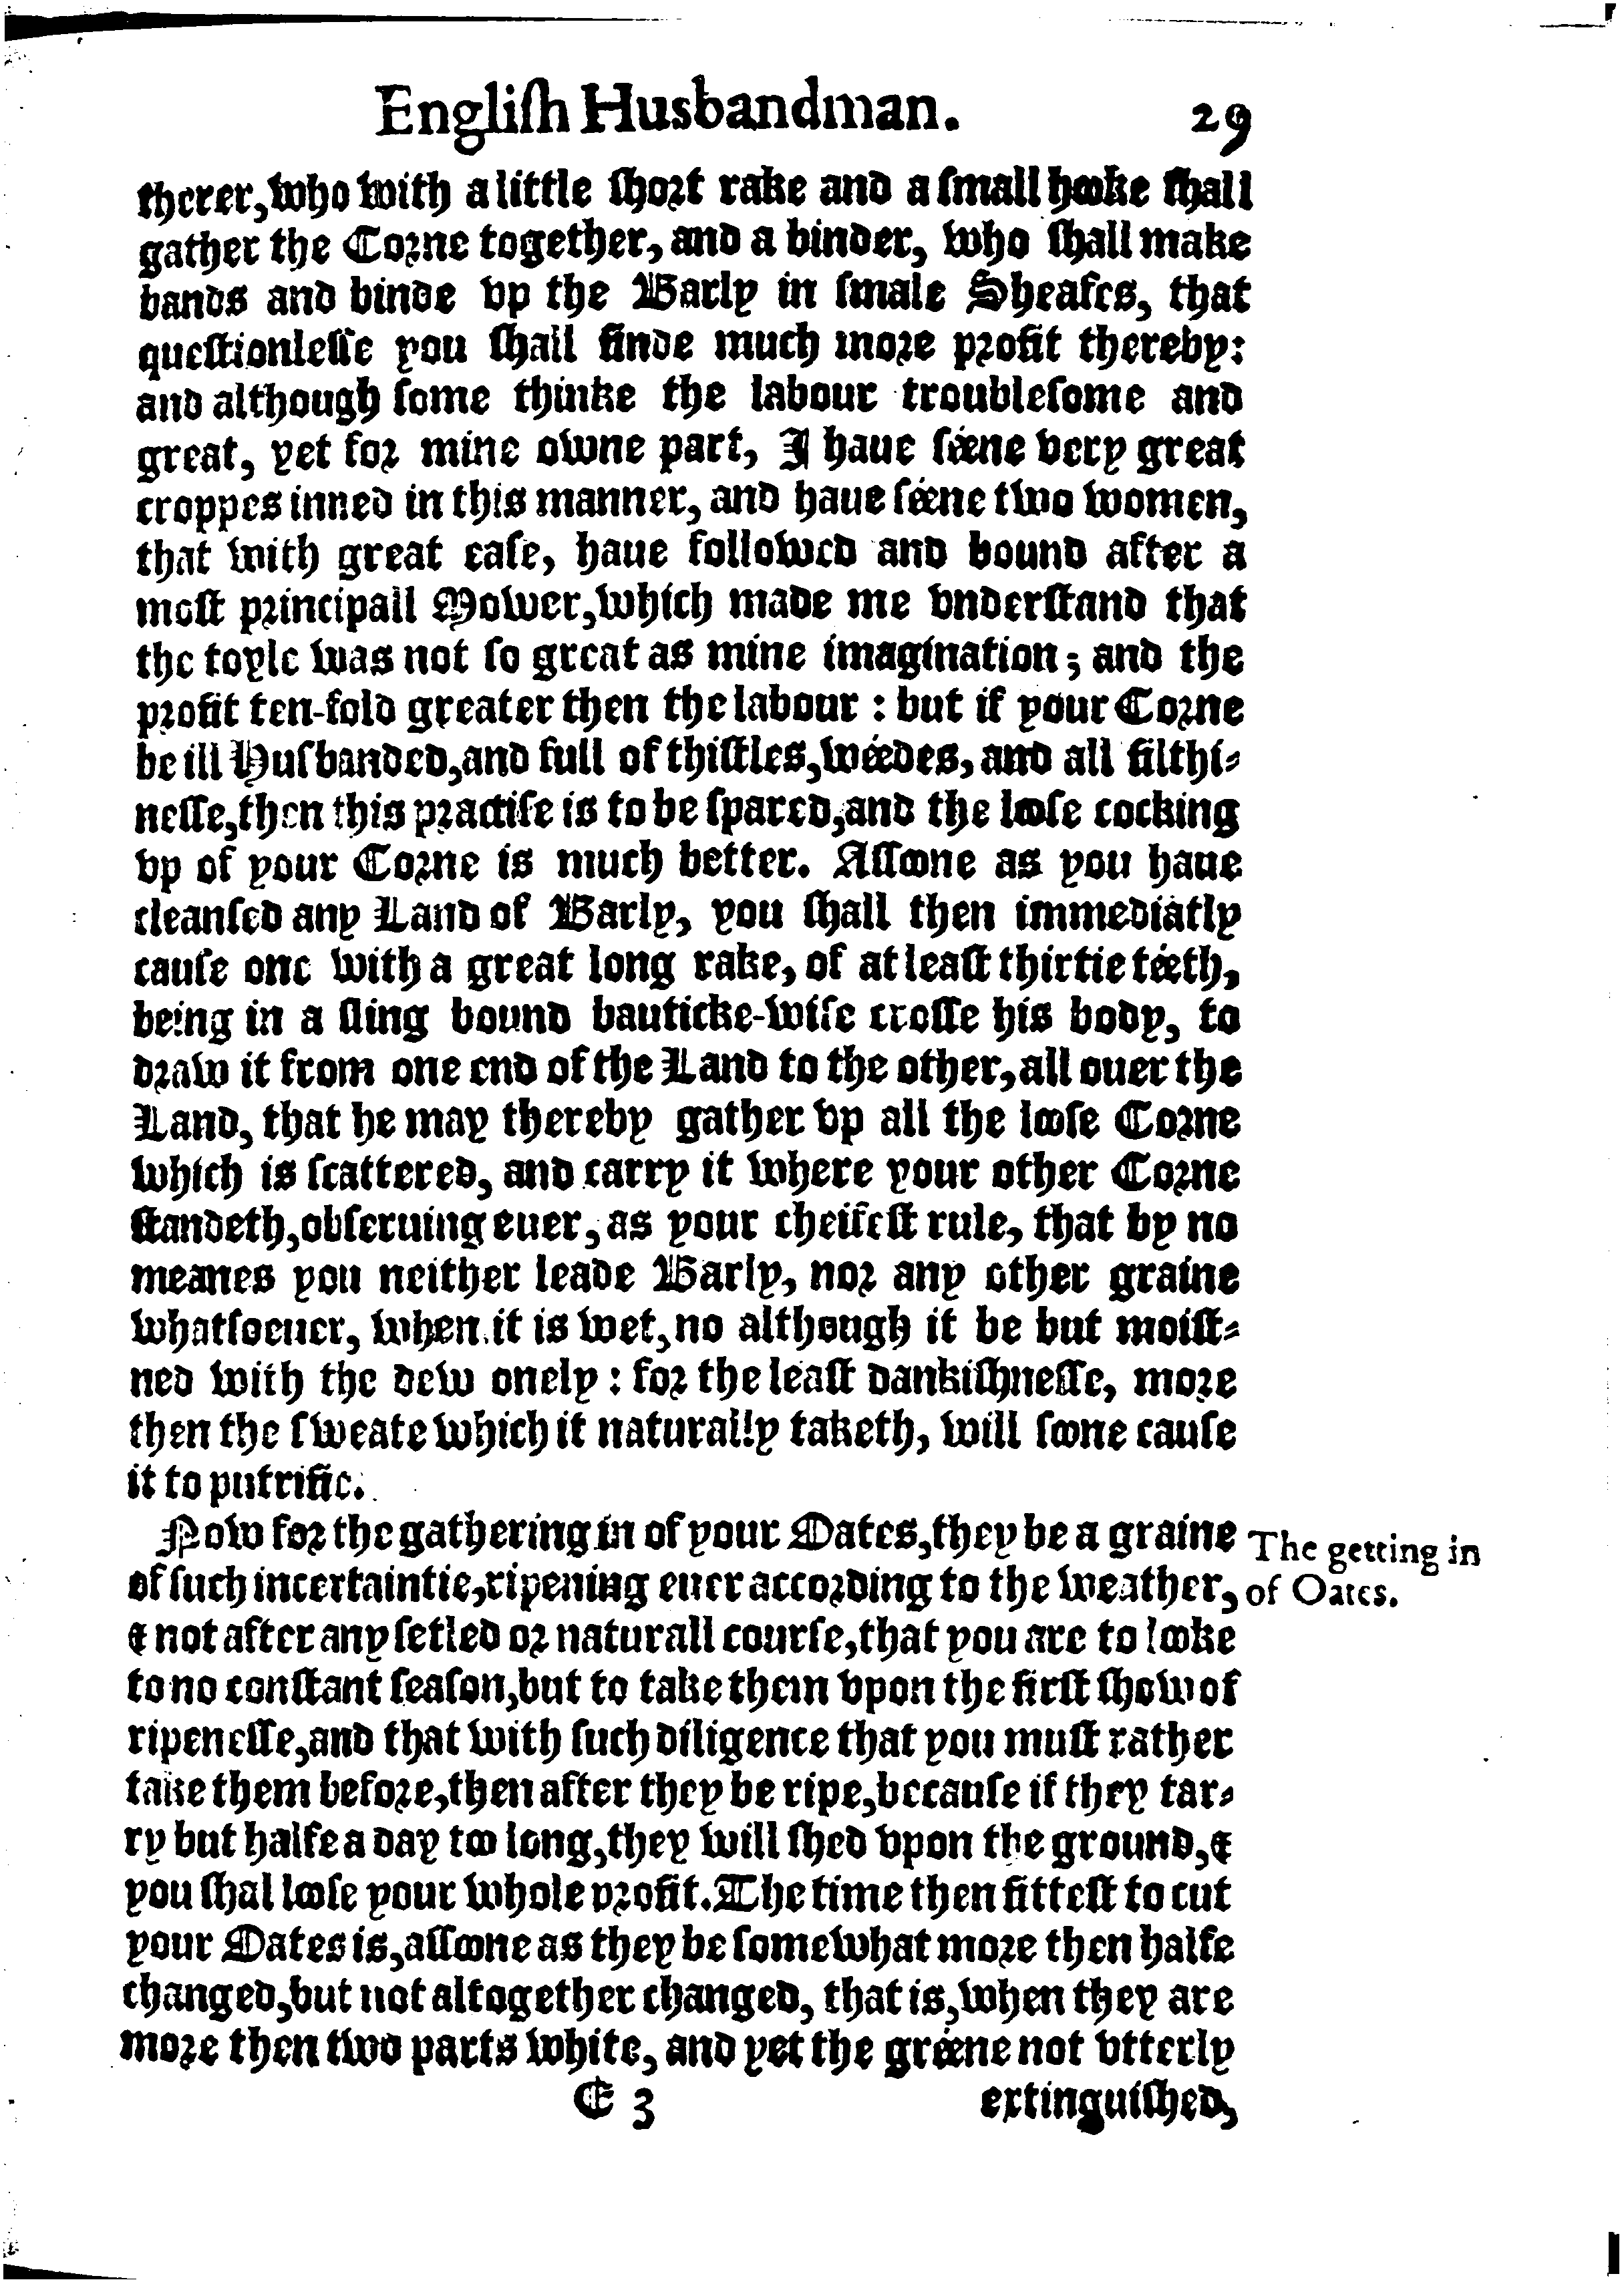 Engliſh Husbandman. 29
therer, who with a little ſhort rake and a ſmall hooke ſhall
gather the Corne together, and a binder, who ſhall make
bands and binde vp the Barly in ſmale Sheafes, that
queſtionleſſe you ſhall finde much more profit thereby:
and although ſome thinke the labour troubleſome and
great, yet for mine owne part, I haue ſéene very great
croppes inned in this manner, and haue ſéene two women,
that with great eaſe, haue followed and bound after a
moſt principall Mower, which made me vnderſtand that
the toyle was not ſo great as mine imagination; and the
profit ten-fold greater then the labour: but if your Corne
be ill Huſbanded, and full of thiſtles, wéedes, and all filthi-
neſſe, then this practiſe is to be ſpared, and the looſe cocking
vp of your Corne is much better. Aſſoone as you haue
cleanſed any Land of Barly, you ſhall then immediatly
cauſe one with a great long rake, of at leaſt thirtie téeth,
being in a ſling bound bauticke-wiſe croſſe his body, to
draw it from one end of the Land to the other, all ouer the
Land, that he may thereby gather vp all the looſe Corne
which is ſcattered, and carry it where your other Corne
ſtandeth, obſeruing euer, as your cheifeſt rule, that by no
meanes you neither leade Barly, nor any other graine
whatſoeuer, when it is wet, no although it be but moiſt-
ned with the dew onely: for the leaſt dankiſhneſſe, more
then the ſweate which it naturally taketh, will ſoone cauſe
it to putrifie.
Now for the gathering in of your Oates, they be a graine
of ſuch incertaintie, ripening euer according to the weather,
& not after any ſetled or naturall courſe, that you are to looke
to no conſtant ſeaſon, but to take them vpon the firſt ſhow of
ripeneſſe, and that with ſuch diligence that you muſt rather
take them before, then after they be ripe, becauſe if they tar-
ry but halfe a day too long, they will ſhed vpon the ground, &
you ſhal looſe your whole profit. The time then fitteſt to cut
your Oates is, aſſoone as they be ſomewhat more then halfe
changed, but not altogether changed, that is, when they are
more then two parts white, and yet the gréene not vtterly
E 3 extinguiſhed,
The getting in
of Oates.